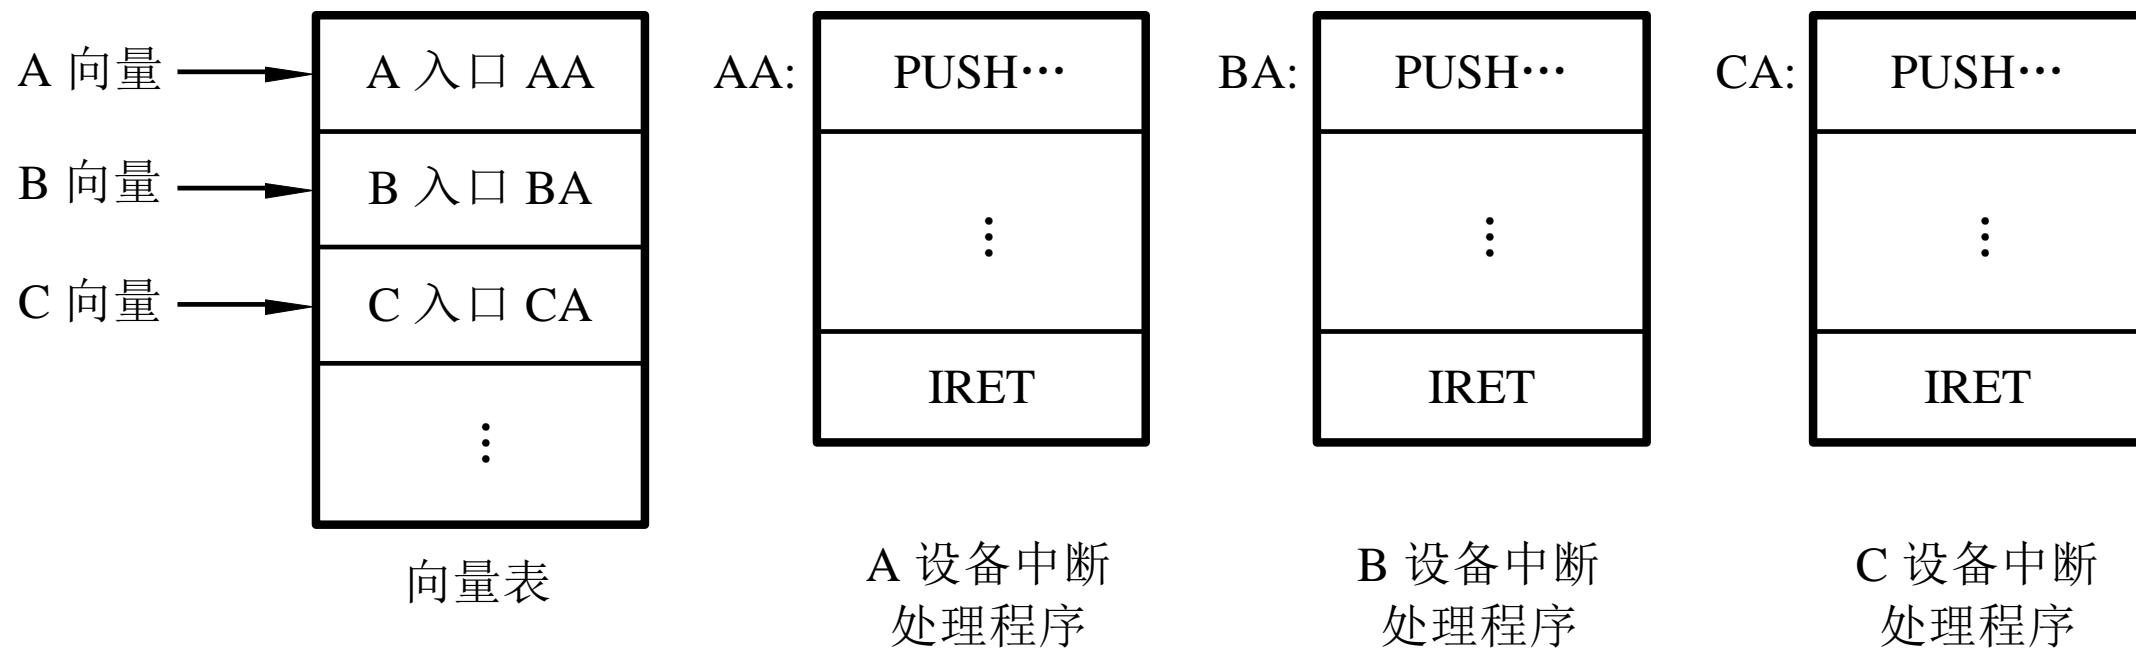 A 向量
A 入口 AA
B 向量
B 入口 BA
C 向量
C 入口 CA
⋮
向量表
AA:
PUSH…
⋮
IRET
A 设备中断
处理程序
BA:
PUSH…
⋮
IRET
B 设备中断
处理程序
CA:
PUSH…
⋮
IRET
C 设备中断
处理程序